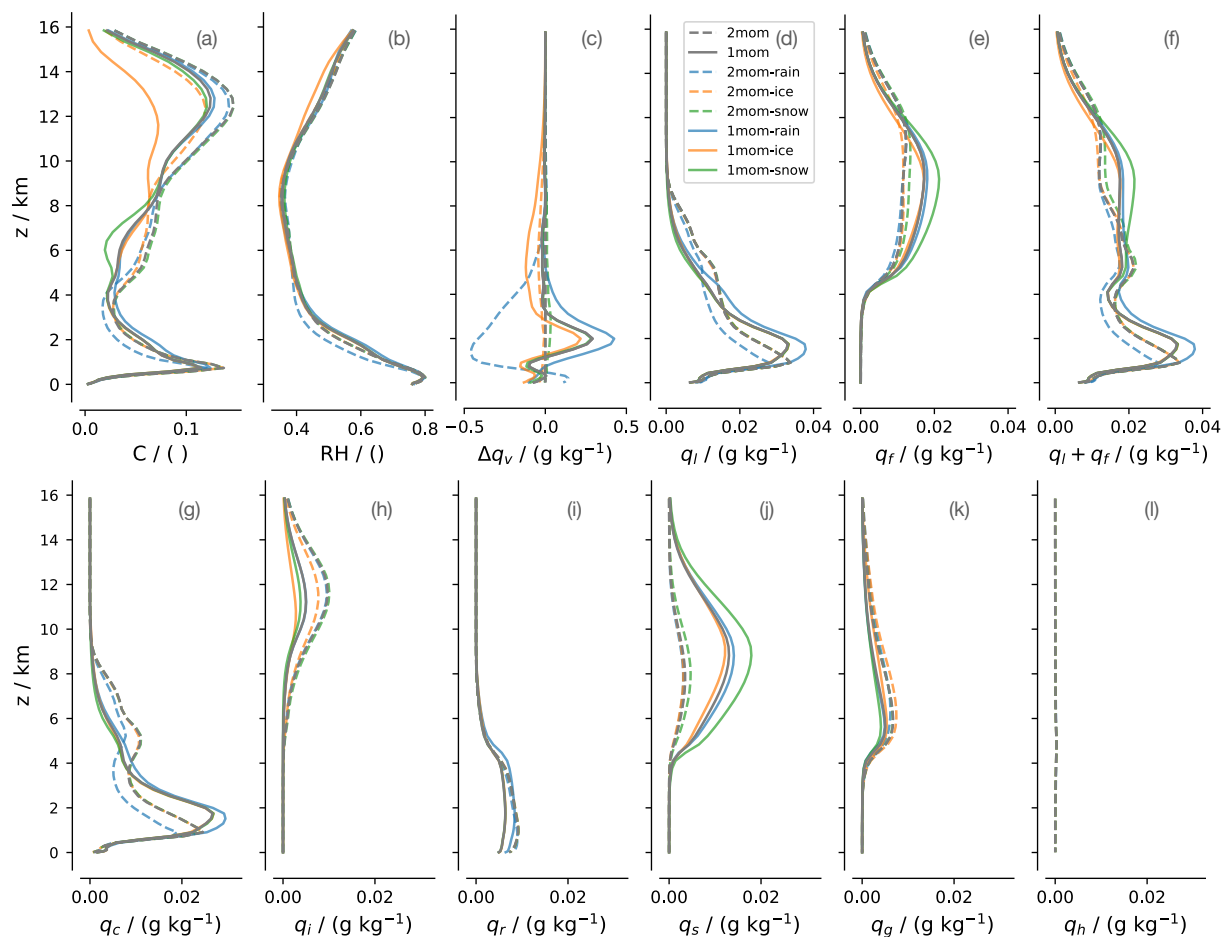 (a) (b) (c) (d) (e) (f)
2mom
1mom
2mom-rain
2mom-ice
2mom-snow
1mom-rain
1mom-ice
1mom-snow
z / km
16
14
12
10
8
6
4
2
0
0.0 0.1
0.4 0.6 0.8
−0.5 0.0 0.5
0.00 0.02 0.04
0.00 0.02 0.04
0.00 0.02 0.04
C / ( )
RH / ()
Δqᵥ / (g kg⁻¹)
q_l / (g kg⁻¹)
q_f / (g kg⁻¹)
q_l + q_f / (g kg⁻¹)
(g) (h) (i) (j) (k) (l)
z / km
16
14
12
10
8
6
4
2
0
0.00 0.02
0.00 0.02
0.00 0.02
0.00 0.02
0.00 0.02
0.00 0.02
q_c / (g kg⁻¹)
q_i / (g kg⁻¹)
q_r / (g kg⁻¹)
q_s / (g kg⁻¹)
q_g / (g kg⁻¹)
q_h / (g kg⁻¹)